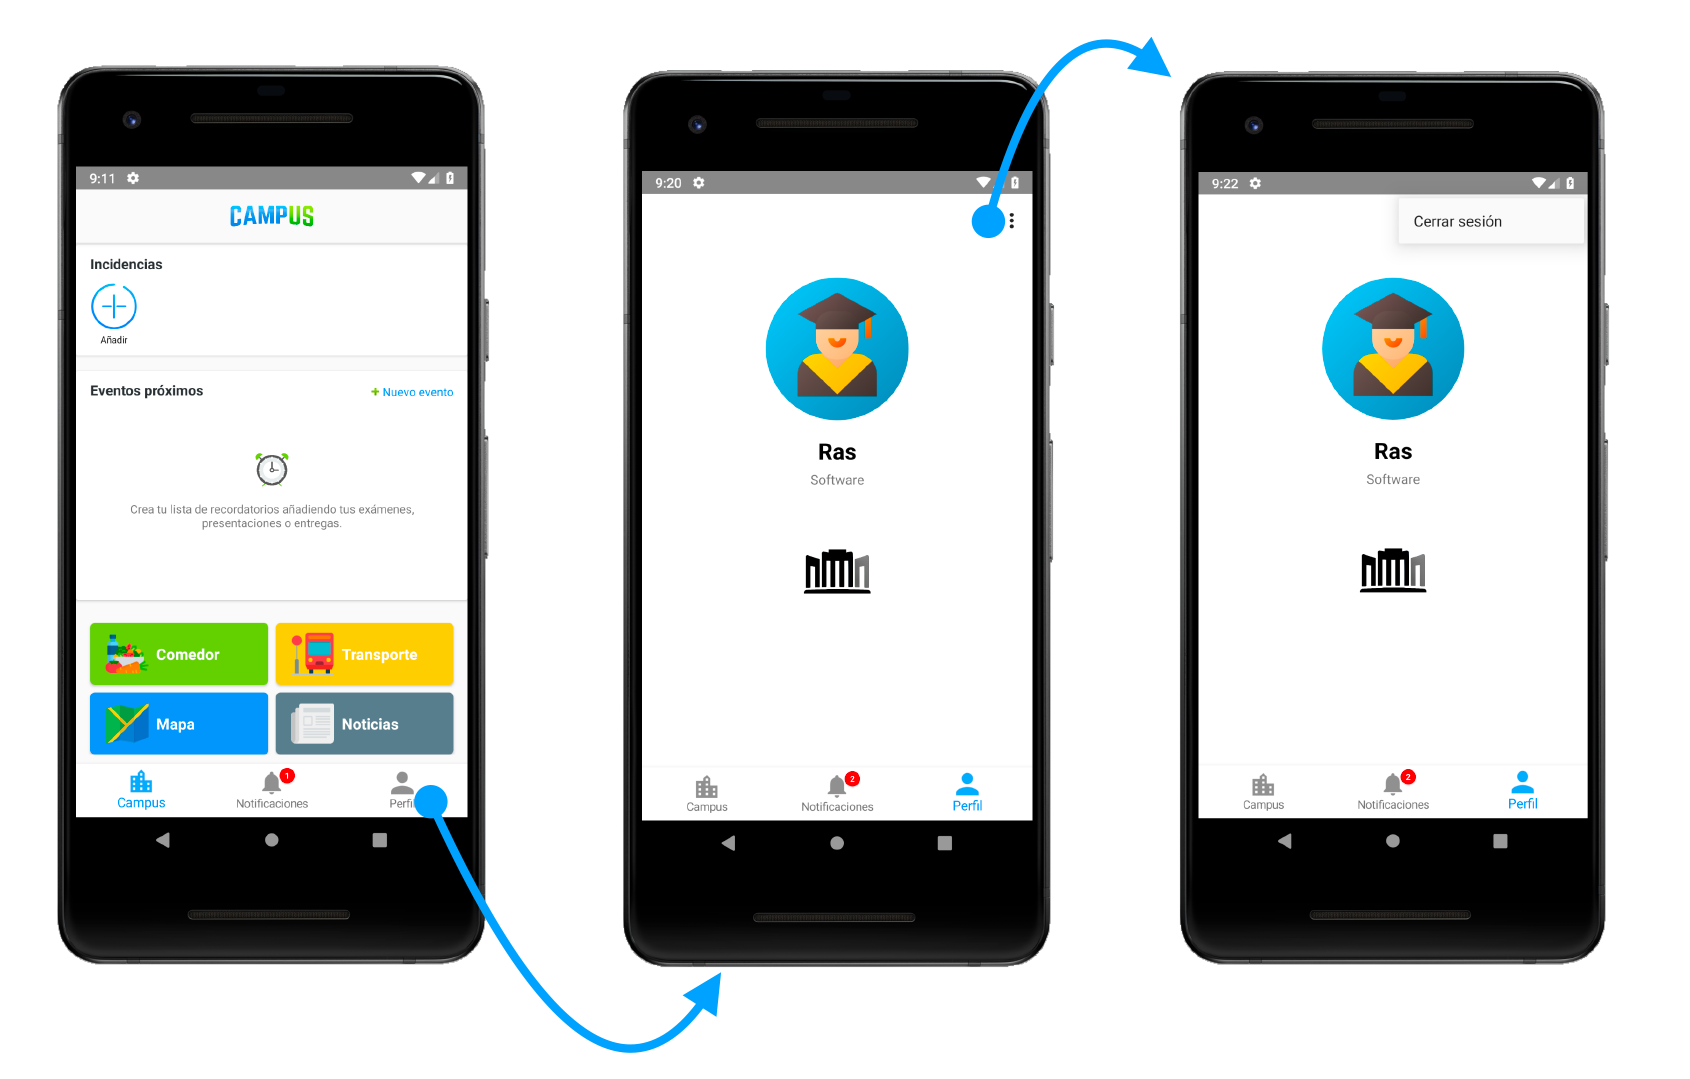 9:11
CAMPUS
Incidencias
Añadir
Eventos próximos
+ Nuevo evento
Crea tu lista de recordatorios añadiendo tus exámenes,
presentaciones o entregas.
Comedor
Transporte
Mapa
Noticias
1
Campus
Notificaciones
Perfil
9:20
Ras
Software
2
Campus
Notificaciones
Perfil
9:22
Cerrar sesión
Ras
Software
2
Campus
Notificaciones
Perfil